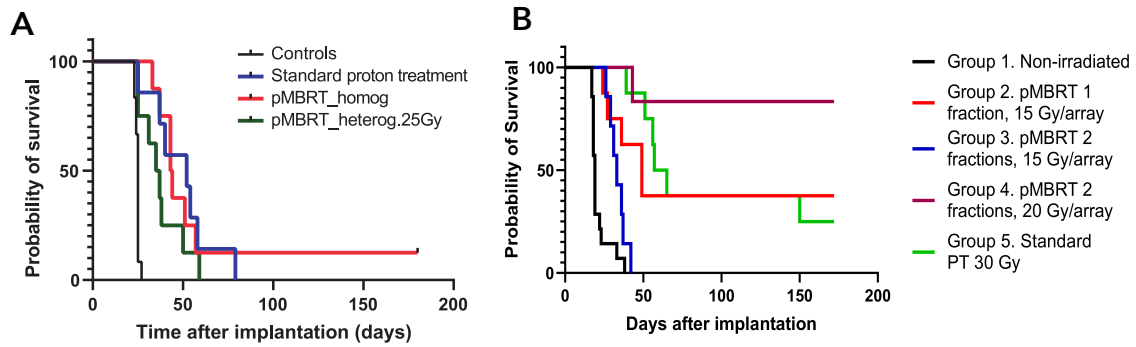 A
Probability of survival
100
50
0
0
50
100
150
200
Time after implantation (days)
Controls
Standard proton treatment
pMBRT_homog
pMBRT_heterog.25Gy
B
Probability of Survival
100
50
0
0
50
100
150
200
Days after implantation
Group 1. Non-irradiated
Group 2. pMBRT 1
fraction, 15 Gy/array
Group 3. pMBRT 2
fractions, 15 Gy/array
Group 4. pMBRT 2
fractions, 20 Gy/array
Group 5. Standard
PT 30 Gy